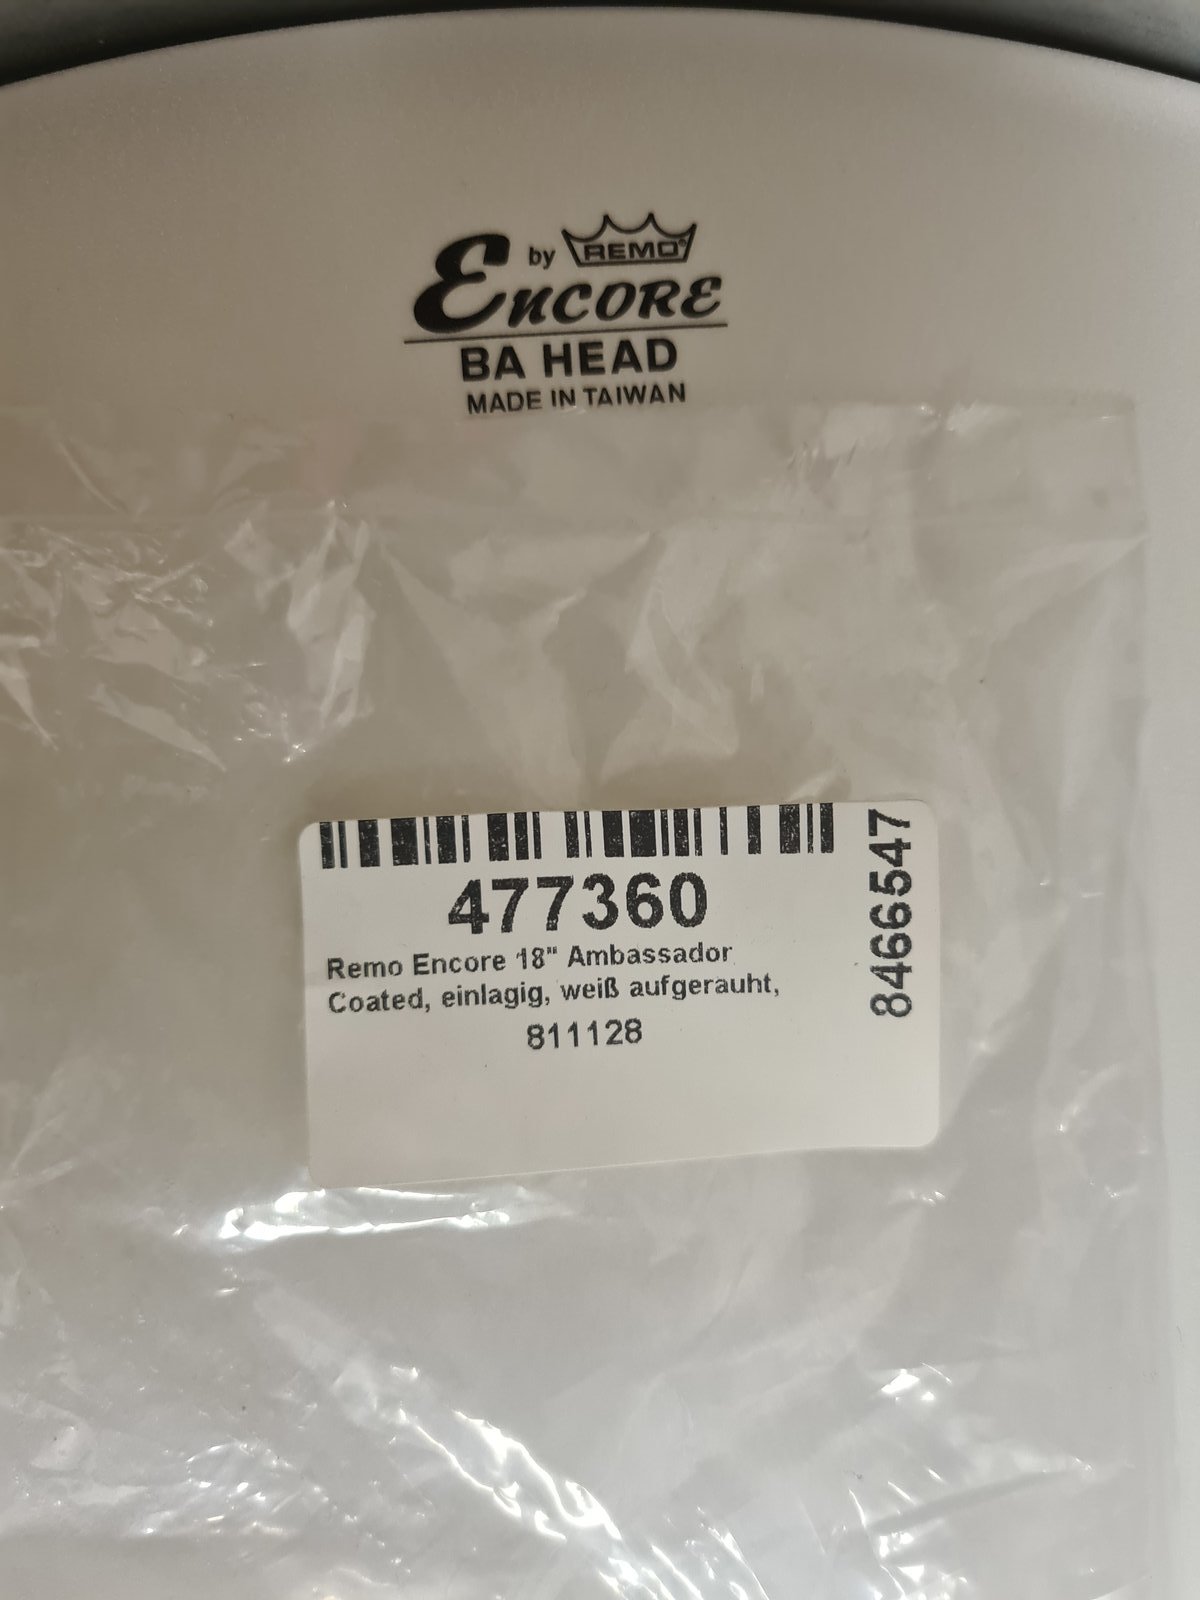 by REMO®
ENCORE
BA HEAD
MADE IN TAIWAN
477360
Remo Encore 18" Ambassador
Coated, einlagig, weiß aufgerauht,
811128
8466547